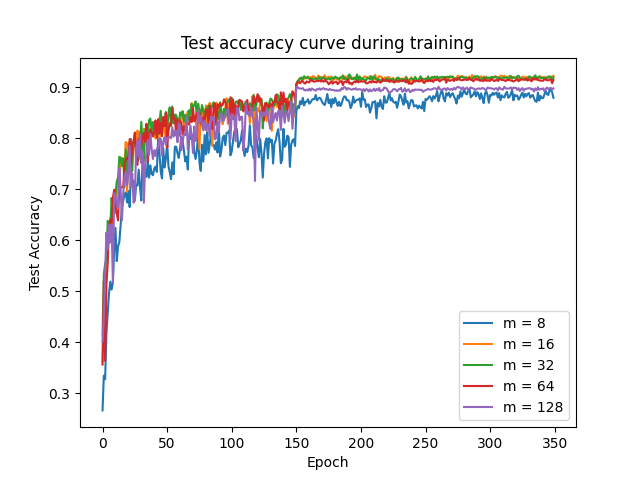 Test accuracy curve during training
Test Accuracy
0.9
0.8
0.7
0.6
0.5
0.4
0.3
m = 8
m = 16
m = 32
m = 64
m = 128
0 50 100 150 200 250 300 350
Epoch